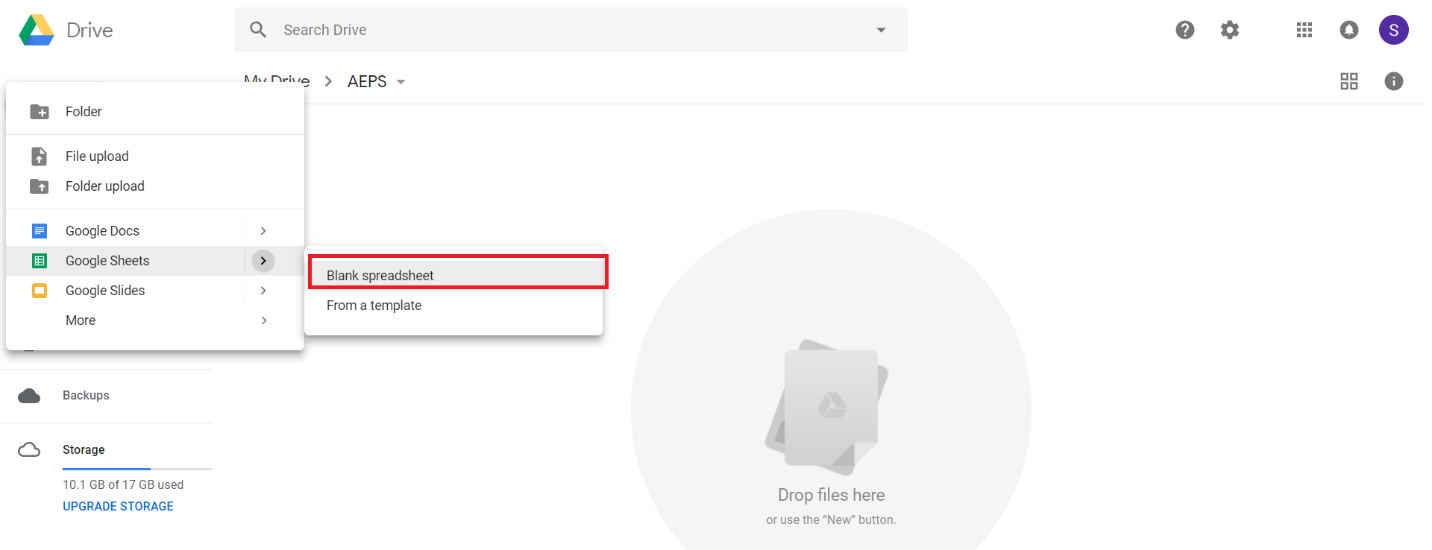 Drive
Search Drive
S
My Drive > AEPS
Folder
File upload
Folder upload
Google Docs
Google Sheets
Google Slides
More
Blank spreadsheet
From a template
Backups
Storage
10.1 GB of 17 GB used
UPGRADE STORAGE
Drop files here
or use the “New” button.